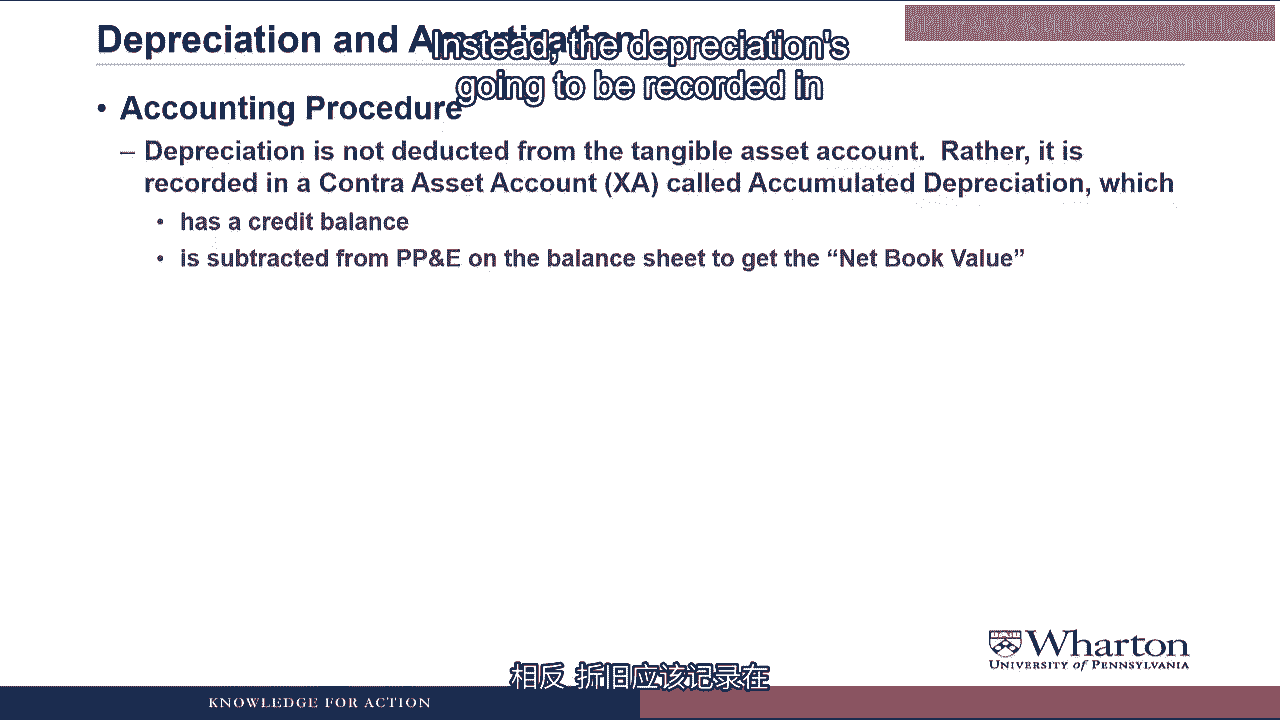 Depreciation and Amortization
Instead, the depreciation's
going to be recorded in
• Accounting Procedure
– Depreciation is not deducted from the tangible asset account. Rather, it is
recorded in a Contra Asset Account (XA) called Accumulated Depreciation, which
• has a credit balance
• is subtracted from PP&E on the balance sheet to get the “Net Book Value”
Wharton
UNIVERSITY of PENNSYLVANIA
相反 折旧应该记录在
KNOWLEDGE FOR ACTION